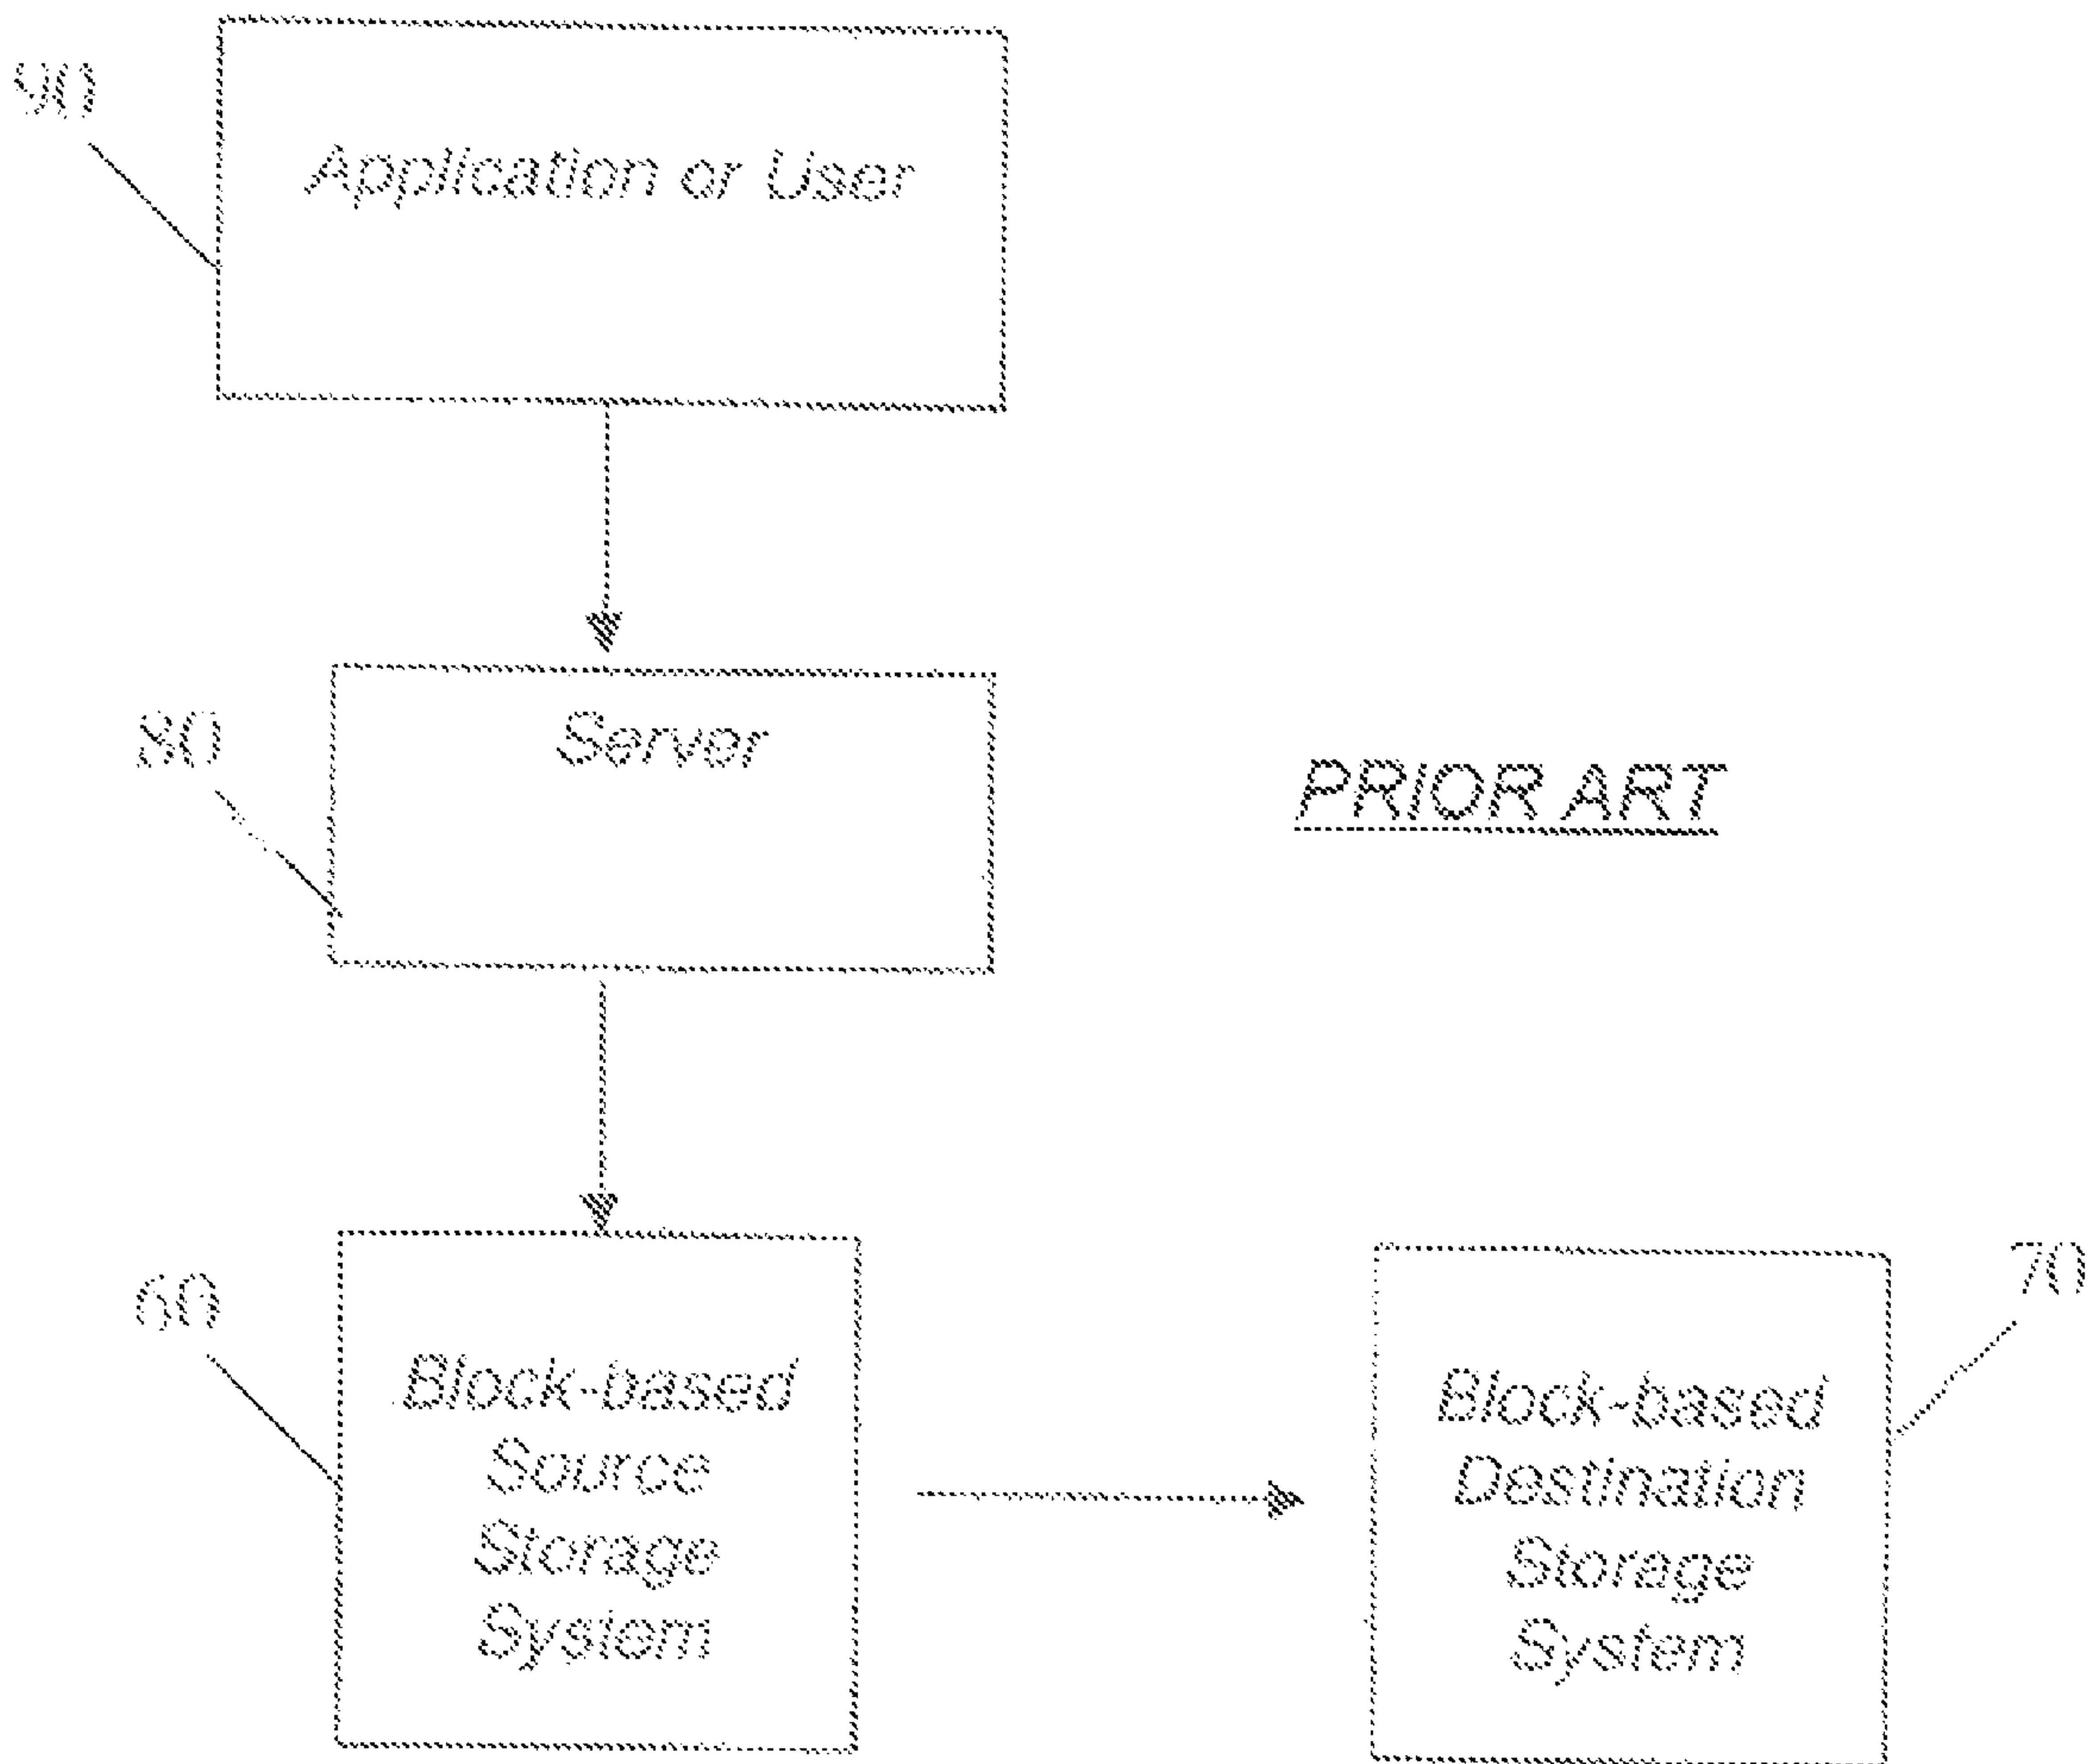 90
Application or User
80
Server
PRIOR ART
60
Block-based
Source
Storage
System
70
Block-based
Destination
Storage
System